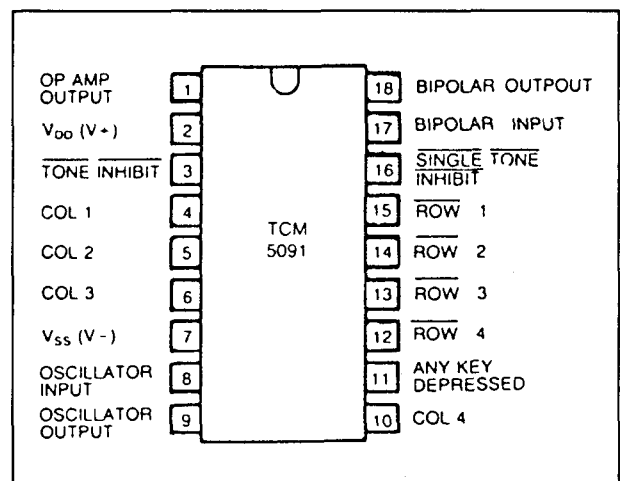 OP AMP
OUTPUT
1
V_DD (V+)
2
TONE INHIBIT
3
COL 1
4
COL 2
5
COL 3
6
V_SS (V-)
7
OSCILLATOR
INPUT
8
OSCILLATOR
OUTPUT
9
TCM
5091
18 BIPOLAR OUTPOUT
17 BIPOLAR INPUT
16 SINGLE TONE
INHIBIT
15 ROW 1
14 ROW 2
13 ROW 3
12 ROW 4
11 ANY KEY
DEPRESSED
10 COL 4